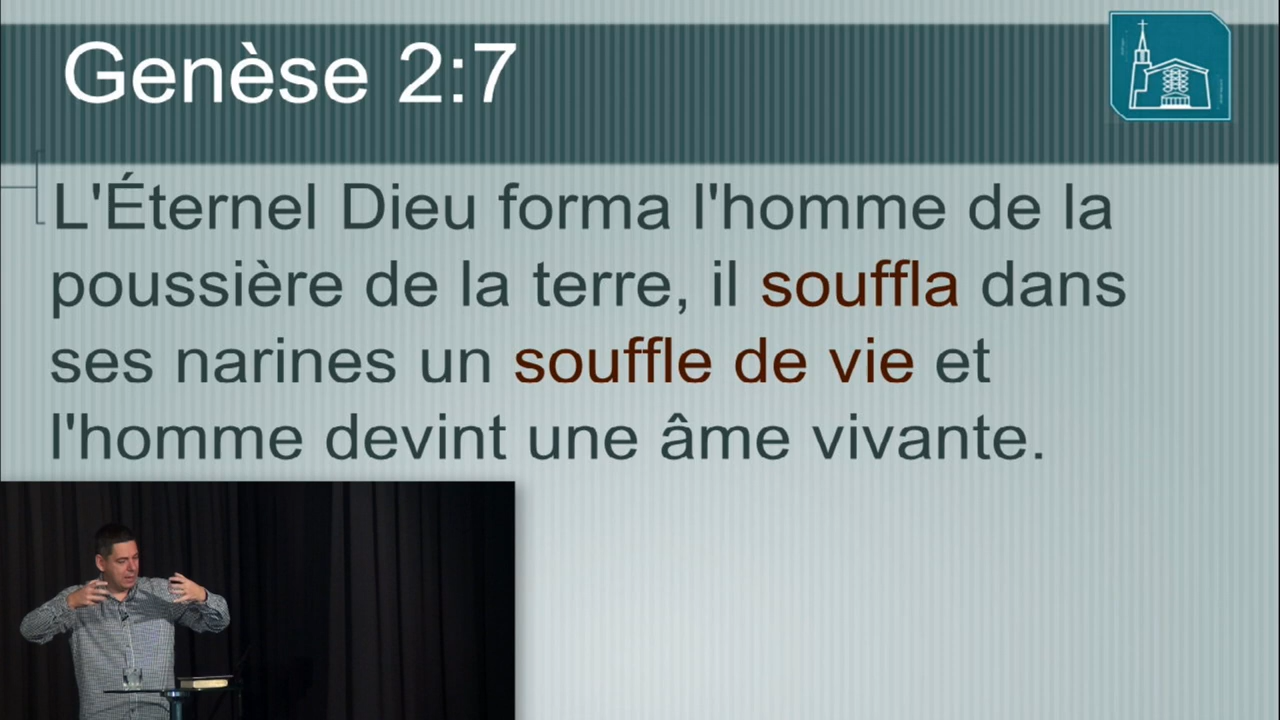 Genèse 2:7
L'Éternel Dieu forma l'homme de la
poussière de la terre, il souffla dans
ses narines un souffle de vie et
l'homme devint une âme vivante.